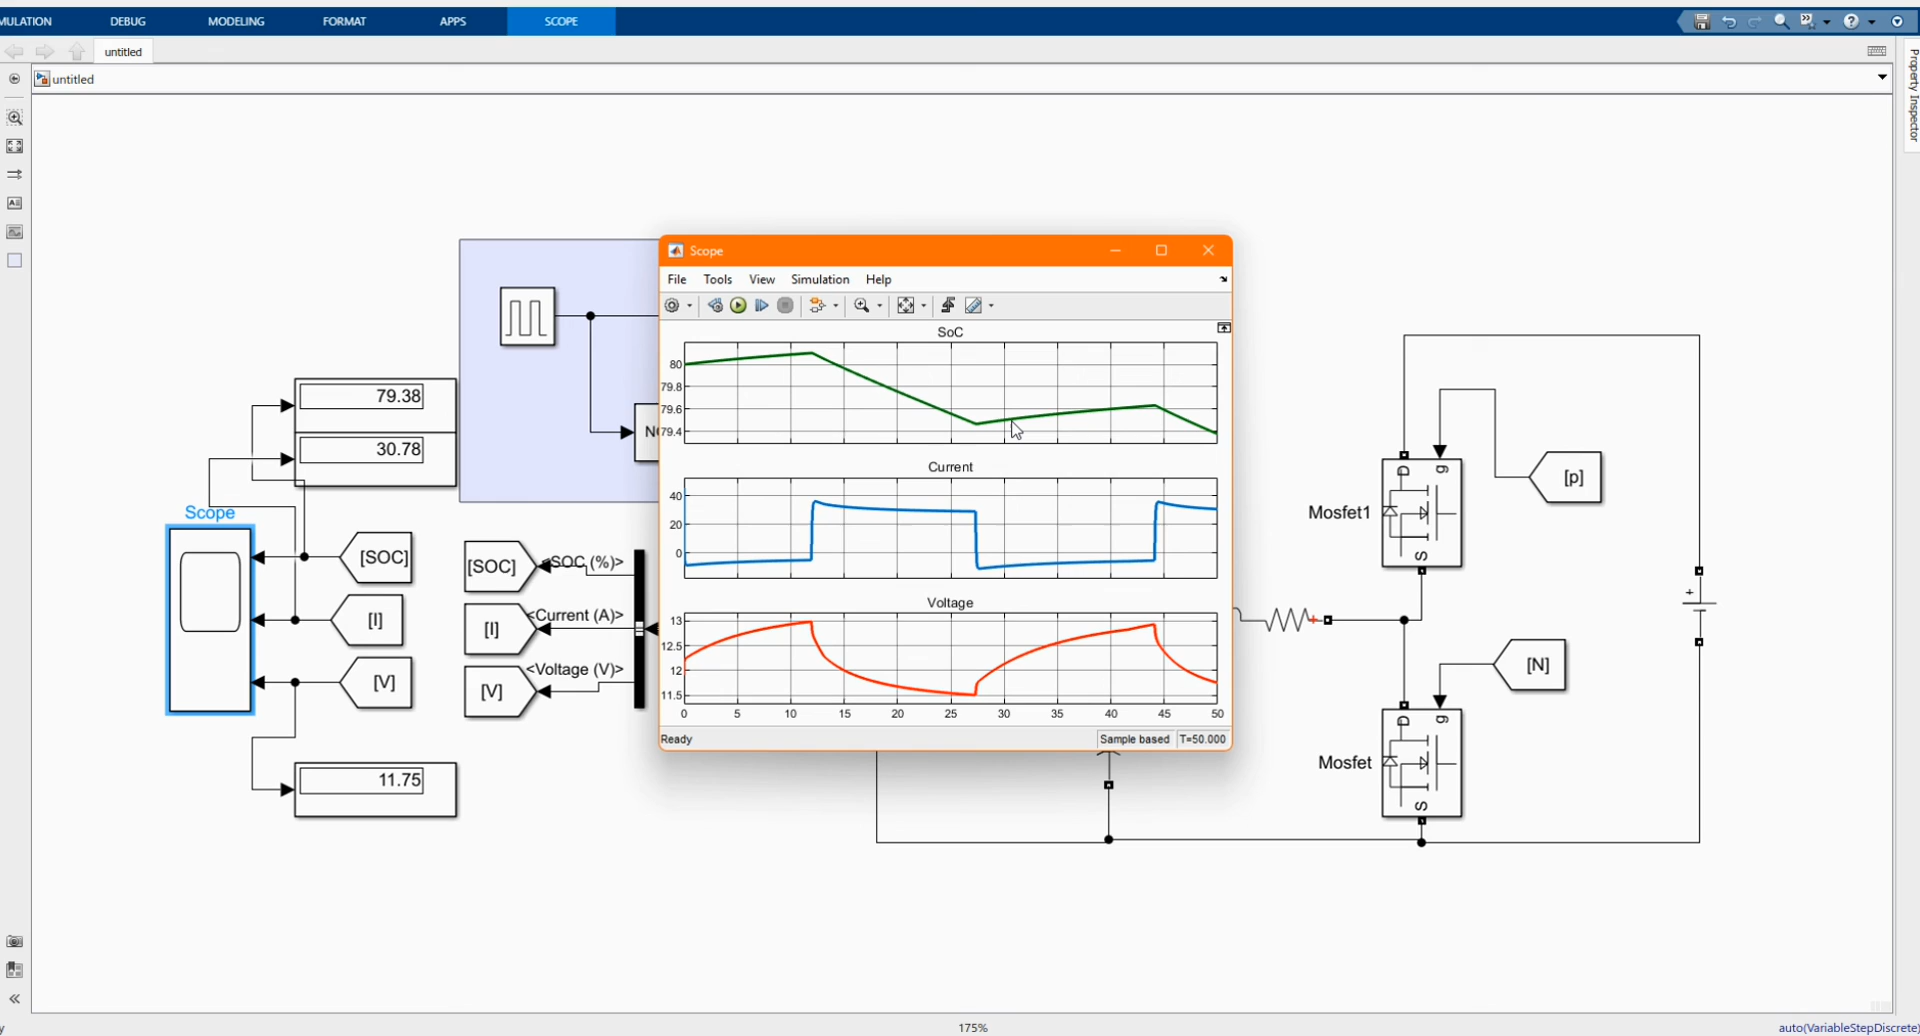 MULATION DEBUG MODELING FORMAT APPS SCOPE
untitled
untitled
Property Inspector
Scope
File Tools View Simulation Help
SoC
80
79.8
79.6
79.4
Current
40
20
0
Voltage
13
12.5
12
11.5
0 5 10 15 20 25 30 35 40 45 50
Ready Sample based T=50.000
79.38
30.78
Scope
[SOC]
[I]
[V]
11.75
[SOC] <SOC (%)>
[I] <Current (A)>
[V] <Voltage (V)>
Mosfet1
D g
S
[p]
+
[N]
Mosfet
D g
S
175%
auto(VariableStepDiscrete)